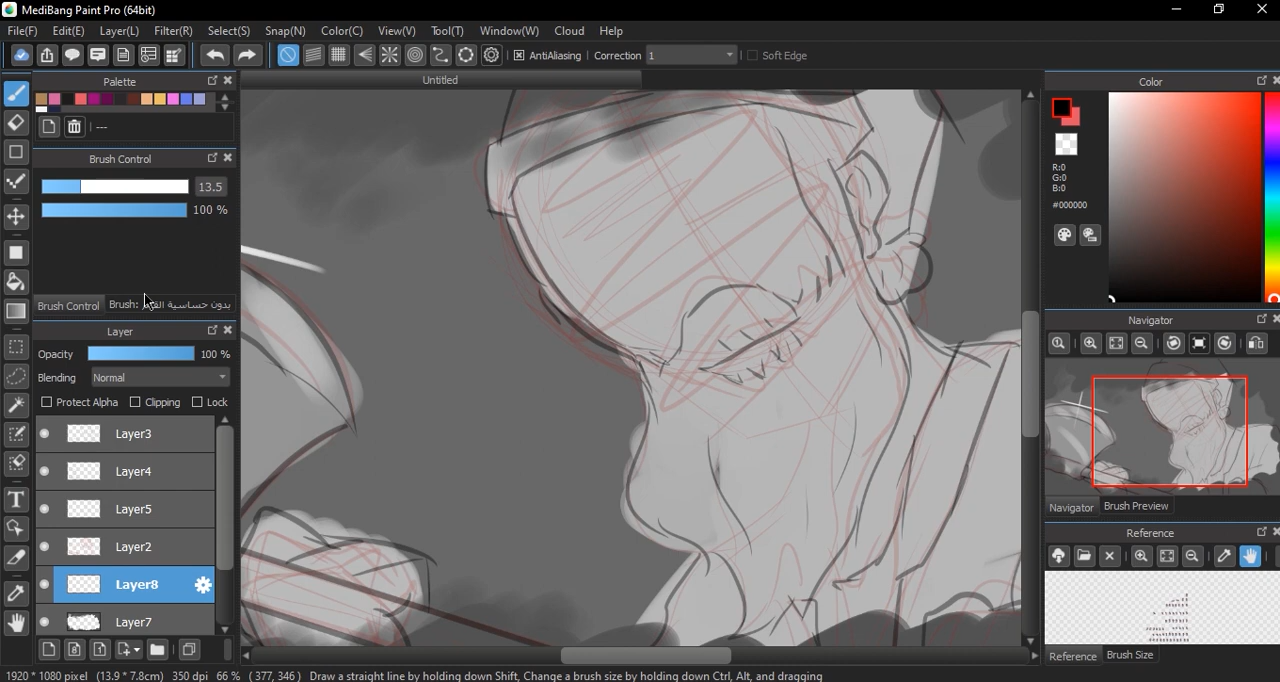 MediBang Paint Pro (64bit)
File(F) Edit(E) Layer(L) Filter(R) Select(S) Snap(N) Color(C) View(V) Tool(T) Window(W) Cloud Help
AntiAliasing Correction 1 Soft Edge
Palette
Untitled
Color
---
R:0
G:0
B:0
#000000
Brush Control
13.5
100 %
Brush Control Brush: بدون حساسية
Layer
Opacity 100 %
Blending Normal
Protect Alpha Clipping Lock
Layer3
Layer4
Layer5
Layer2
Layer8
Layer7
Navigator
Navigator Brush Preview
Reference
Reference Brush Size
1920 * 1080 pixel (13.9 * 7.8cm) 350 dpi 66 % ( 377, 346 ) Draw a straight line by holding down Shift, Change a brush size by holding down Ctrl, Alt, and dragging